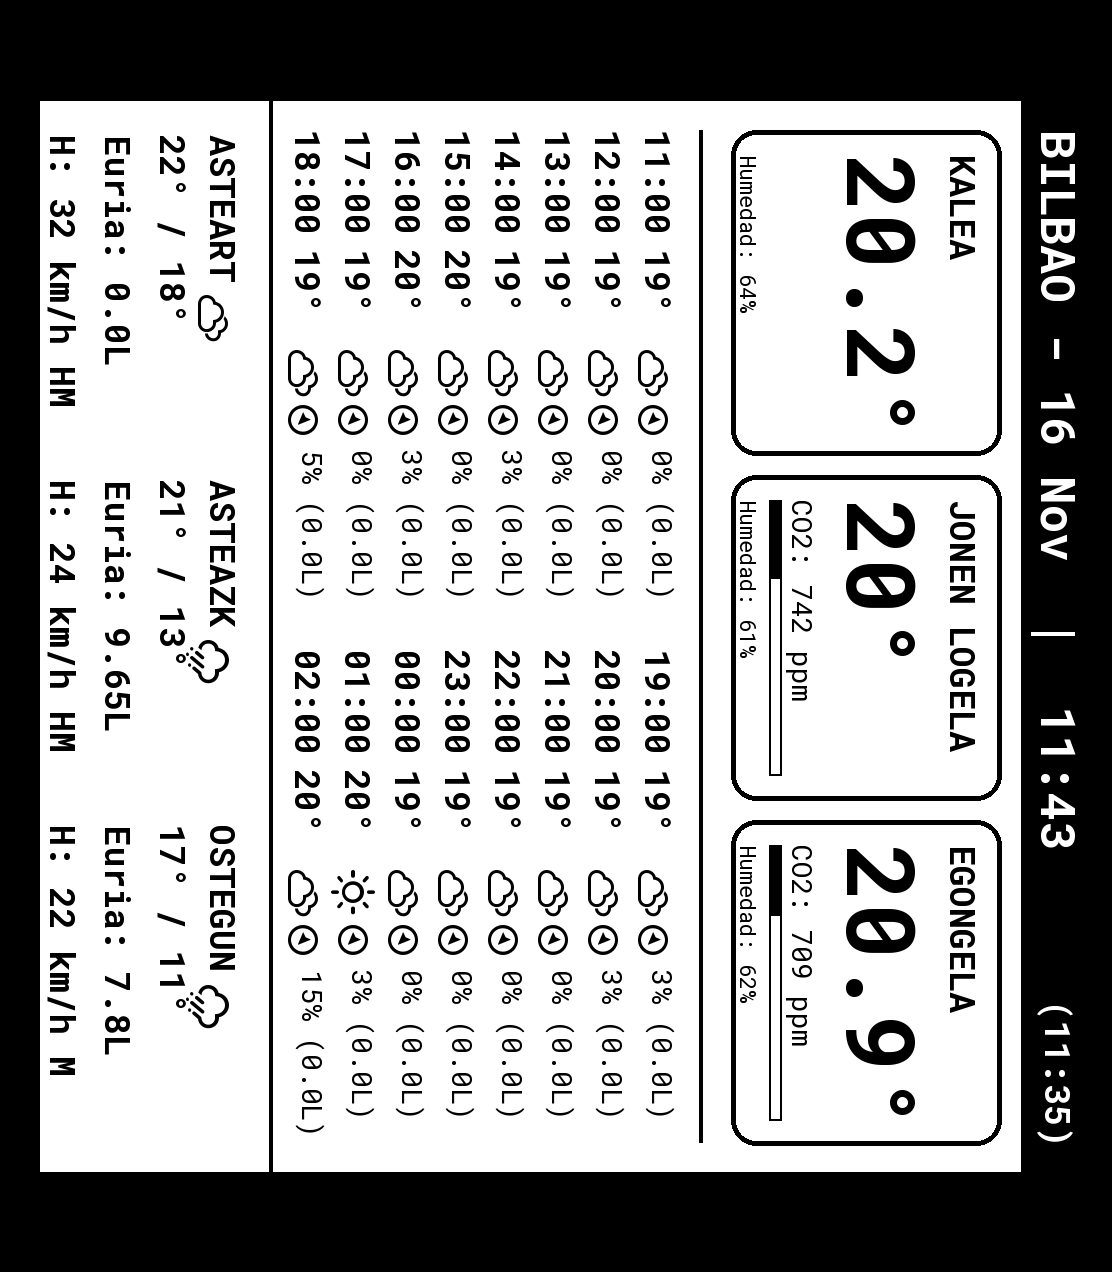 BILBAO - 16 Nov | 11:43 (11:35)
KALEA
20.2°
Humedad: 64%
JONEN LOGELA
20°
CO2: 742 ppm
Humedad: 61%
EGONGELA
20.9°
CO2: 709 ppm
Humedad: 62%
11:00 19° 0% (0.0L)
12:00 19° 0% (0.0L)
13:00 19° 0% (0.0L)
14:00 19° 3% (0.0L)
15:00 20° 0% (0.0L)
16:00 20° 3% (0.0L)
17:00 19° 0% (0.0L)
18:00 19° 5% (0.0L)
19:00 19° 3% (0.0L)
20:00 19° 3% (0.0L)
21:00 19° 0% (0.0L)
22:00 19° 0% (0.0L)
23:00 19° 0% (0.0L)
00:00 19° 0% (0.0L)
01:00 20° 3% (0.0L)
02:00 20° 15% (0.0L)
ASTEART
22° / 18°
Euria: 0.0L
H: 32 km/h HM
ASTEAZK
21° / 13°
Euria: 9.65L
H: 24 km/h HM
OSTEGUN
17° / 11°
Euria: 7.8L
H: 22 km/h M